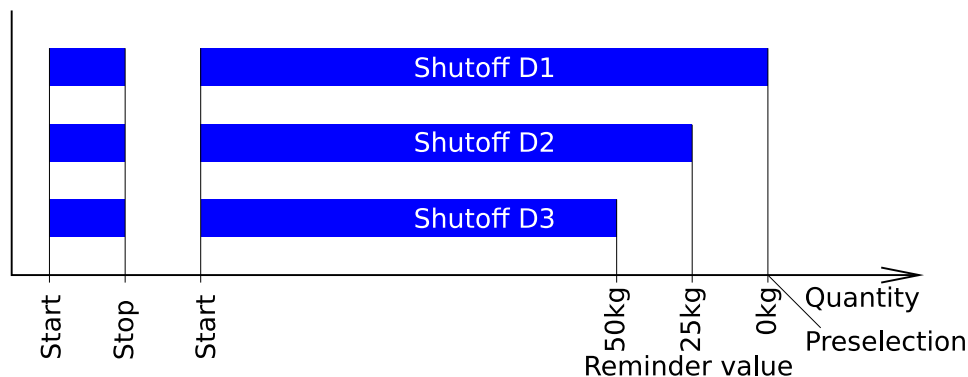 Shutoff D1
Shutoff D2
Shutoff D3
Start
Stop
Start
50kg
25kg
0kg
Quantity
Preselection
Reminder value